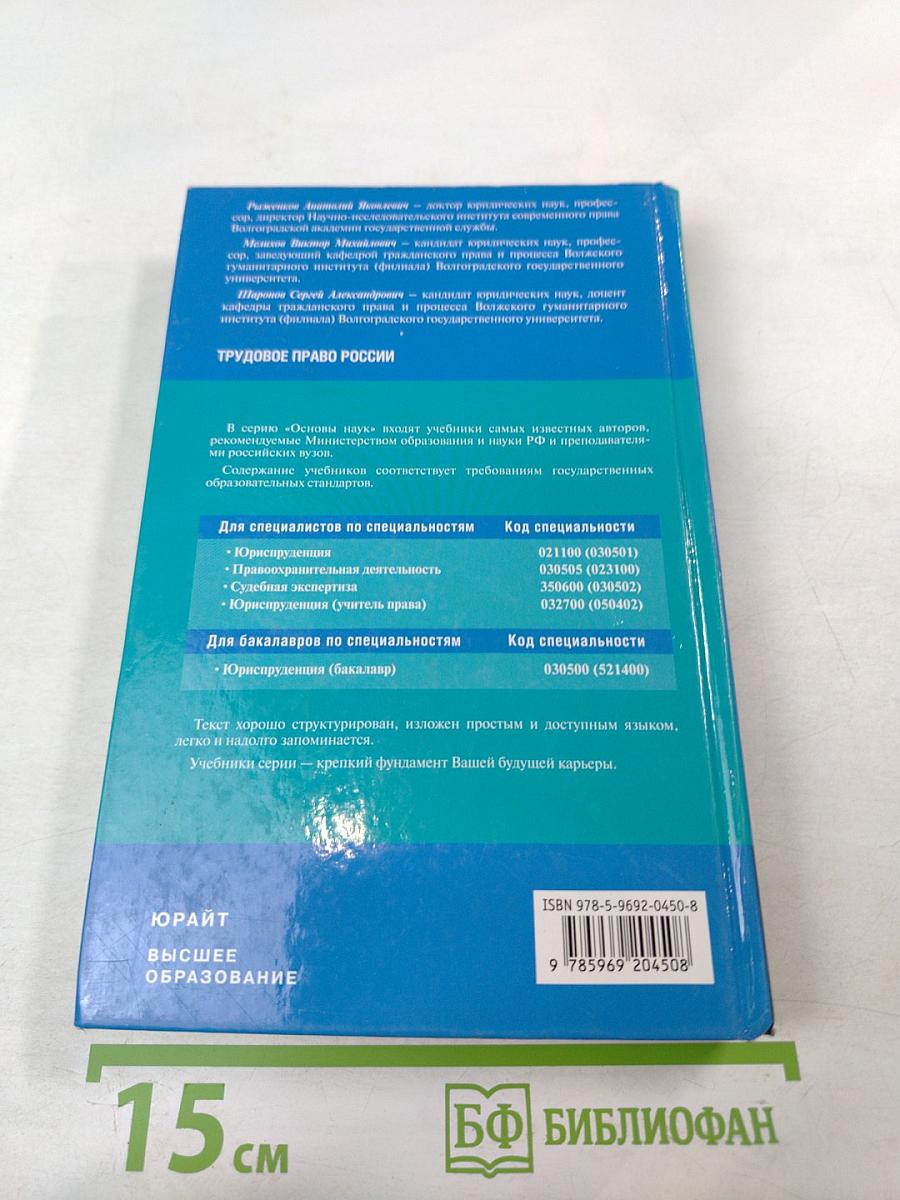 Рыженков Анатолий Яковлевич – доктор юридических наук, профес-
сор, директор Научно-исследовательского института современного права
Волгоградской академии государственной службы.
Мелихов Виктор Михайлович – кандидат юридических наук, профес-
сор, заведующий кафедрой гражданского права и процесса Волжского
гуманитарного института (филиала) Волгоградского государственного
университета.
Шаронов Сергей Александрович – кандидат юридических наук, доцент
кафедры гражданского права и процесса Волжского гуманитарного
института (филиала) Волгоградского государственного университета.
ТРУДОВОЕ ПРАВО РОССИИ
В серию «Основы наук» входят учебники самых известных авторов,
рекомендуемые Министерством образования и науки РФ и преподавателя-
ми российских вузов.
Содержание учебников соответствует требованиям государственных
образовательных стандартов.
Для специалистов по специальностям Код специальности
• Юриспруденция 021100 (030501)
• Правоохранительная деятельность 030505 (023100)
• Судебная экспертиза 350600 (030502)
• Юриспруденция (учитель права) 032700 (050402)
Для бакалавров по специальностям Код специальности
• Юриспруденция (бакалавр) 030500 (521400)
Текст хорошо структурирован, изложен простым и доступным языком,
легко и надолго запоминается.
Учебники серии — крепкий фундамент Вашей будущей карьеры.
ЮРАЙТ
ВЫСШЕЕ
ОБРАЗОВАНИЕ
ISBN 978-5-9692-0450-8
9 785969 204508
15 см
БФ БИБЛИОФАН